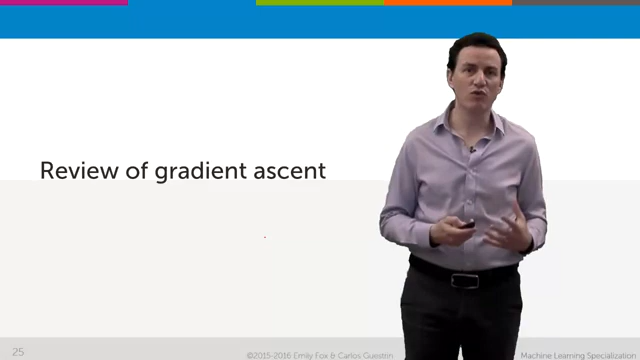 Review of gradient ascent
25
©2015-2016 Emily Fox & Carlos Guestrin
Machine Learning Specialization